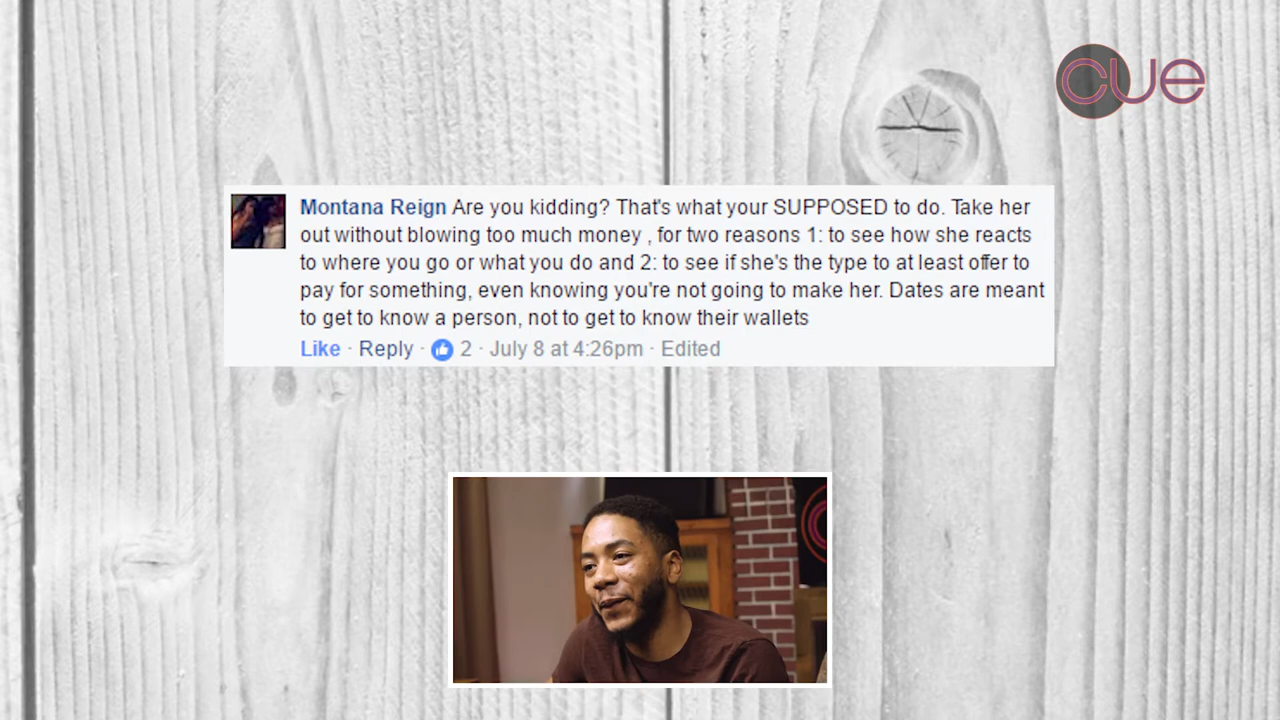 cue
Montana Reign Are you kidding? That's what your SUPPOSED to do. Take her
out without blowing too much money , for two reasons 1: to see how she reacts
to where you go or what you do and 2: to see if she's the type to at least offer to
pay for something, even knowing you're not going to make her. Dates are meant
to get to know a person, not to get to know their wallets
Like · Reply · 2 · July 8 at 4:26pm · Edited